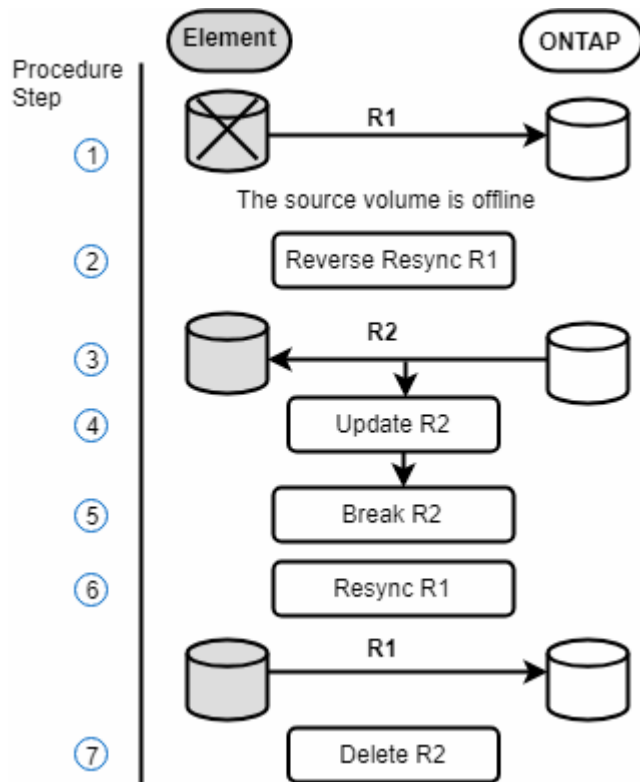 Element
ONTAP
Procedure
Step
R1
1
The source volume is offline
2
Reverse Resync R1
R2
3
4
Update R2
5
Break R2
6
Resync R1
R1
7
Delete R2